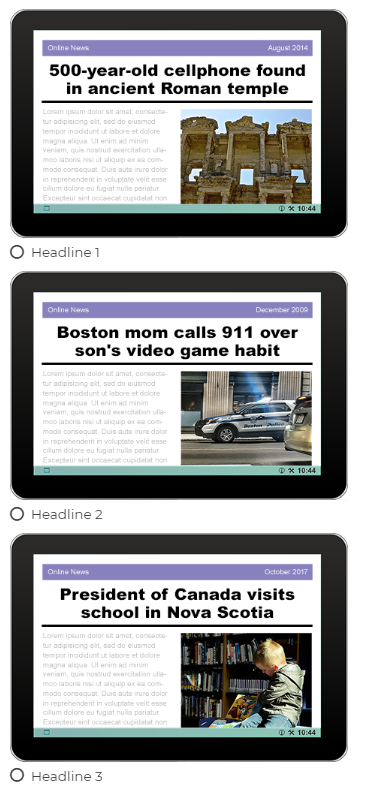 Online News August 2014
500-year-old cellphone found
in ancient Roman temple
Lorem ipsum dolor sit amet, consecte-
tur adipisicing elit, sed do eiusmod
tempor incididunt ut labore et dolore
magna aliqua. Ut enim ad minim
veniam, quis nostrud exercitation ulla-
mco laboris nisi ut aliquip ex ea com-
modo consequat. Duis aute irure dolor
in reprehenderit in voluptate velit esse
cillum dolore eu fugiat nulla pariatur.
Excepteur sint occaecat cupidatat non
10:44
Headline 1
Online News December 2009
Boston mom calls 911 over
son's video game habit
Lorem ipsum dolor sit amet, consecte-
tur adipisicing elit, sed do eiusmod
tempor incididunt ut labore et dolore
magna aliqua. Ut enim ad minim
veniam, quis nostrud exercitation ulla-
mco laboris nisi ut aliquip ex ea com-
modo consequat. Duis aute irure dolor
in reprehenderit in voluptate velit esse
cillum dolore eu fugiat nulla pariatur.
Excepteur sint occaecat cupidatat non
Boston Police
10:44
Headline 2
Online News October 2017
President of Canada visits
school in Nova Scotia
Lorem ipsum dolor sit amet, consecte-
tur adipisicing elit, sed do eiusmod
tempor incididunt ut labore et dolore
magna aliqua. Ut enim ad minim
veniam, quis nostrud exercitation ulla-
mco laboris nisi ut aliquip ex ea com-
modo consequat. Duis aute irure dolor
in reprehenderit in voluptate velit esse
cillum dolore eu fugiat nulla pariatur.
Excepteur sint occaecat cupidatat non
10:44
Headline 3